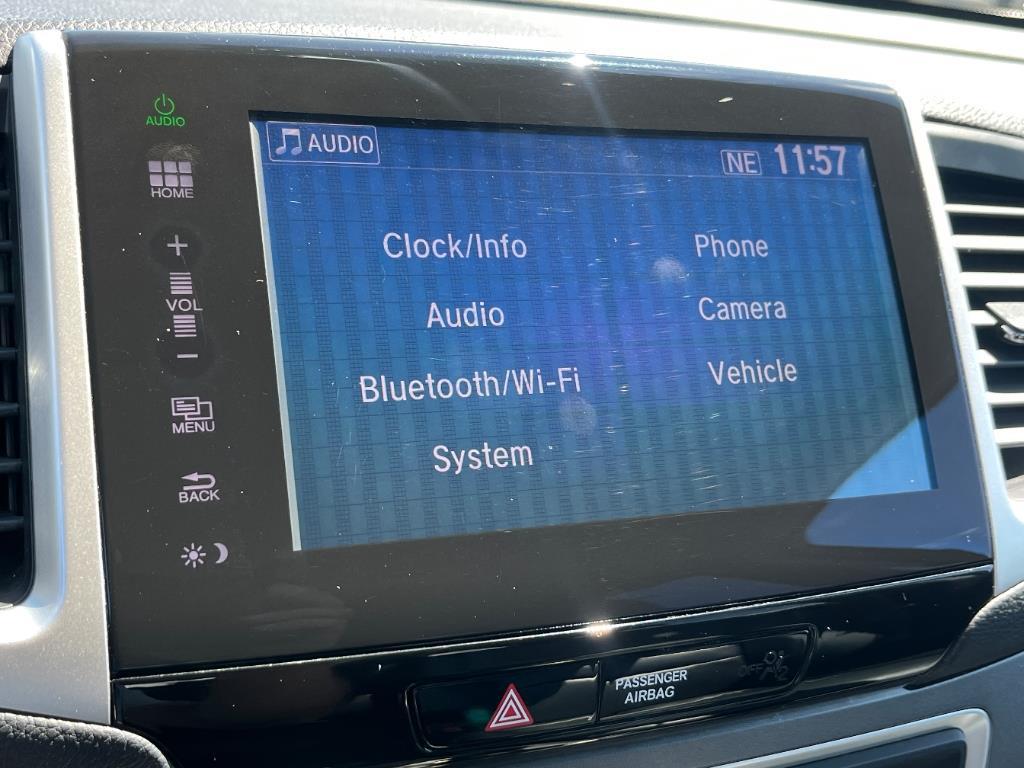 AUDIO
HOME
+
VOL
−
MENU
BACK
AUDIO
NE 11:57
Clock/Info Phone
Audio Camera
Bluetooth/Wi-Fi Vehicle
System
PASSENGER
AIRBAG
OFF